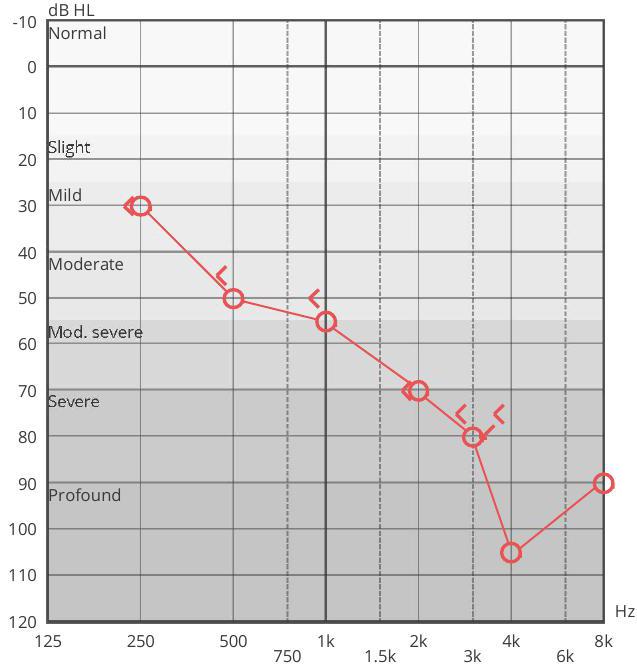 dB HL
-10
Normal
0
10
Slight
20
Mild
30
40
Moderate
50
Mod. severe
60
70
Severe
80
90
Profound
100
110
120
Hz
125 250 500 1k 2k 4k 8k
750 1.5k 3k 6k